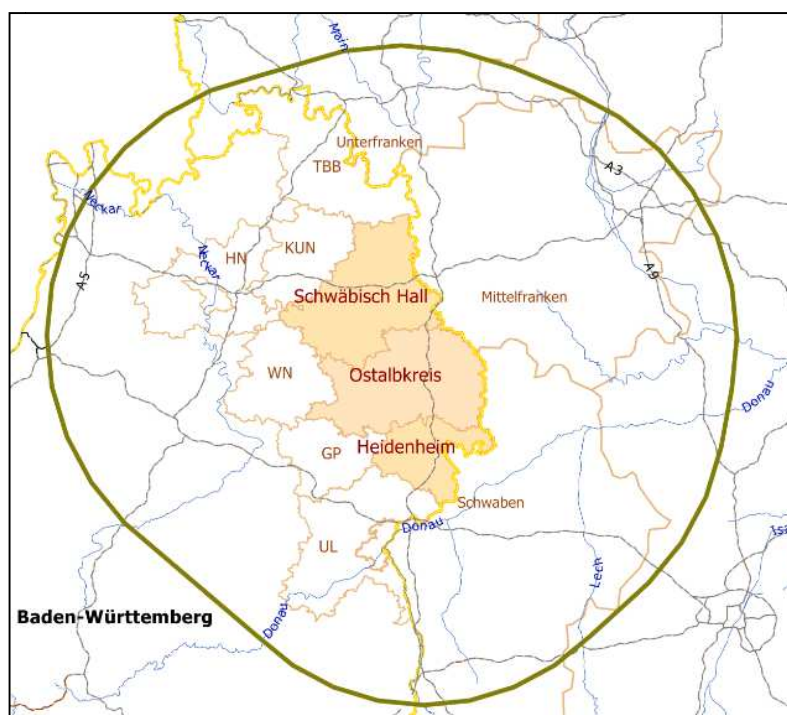 Main
Unterfranken
TBB
A3
Neckar
KUN
HN
Neckar
A9
A5
Schwäbisch Hall
Mittelfranken
WN
Ostalbkreis
Donau
GP
Heidenheim
Schwaben
Donau
Isa
UL
Lech
Baden-Württemberg
Donau